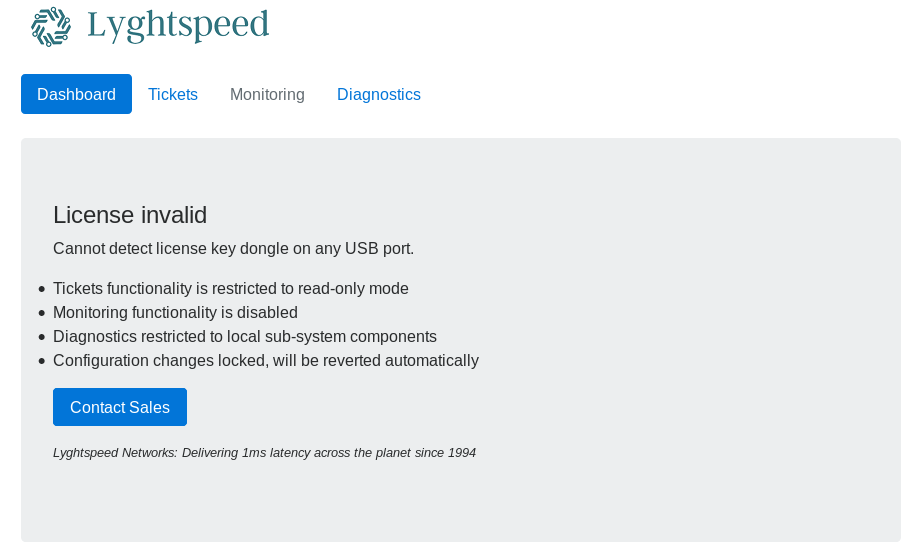 Lyghtspeed
Dashboard Tickets Monitoring Diagnostics
License invalid
Cannot detect license key dongle on any USB port.
• Tickets functionality is restricted to read-only mode
• Monitoring functionality is disabled
• Diagnostics restricted to local sub-system components
• Configuration changes locked, will be reverted automatically
Contact Sales
Lyghtspeed Networks: Delivering 1ms latency across the planet since 1994